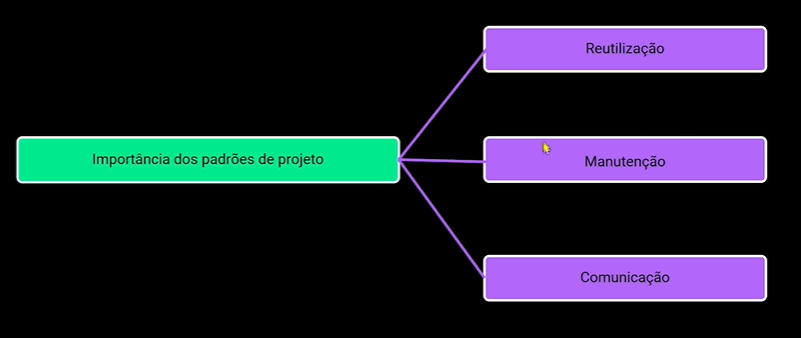 Importância dos padrões de projeto
Reutilização
Manutenção
Comunicação